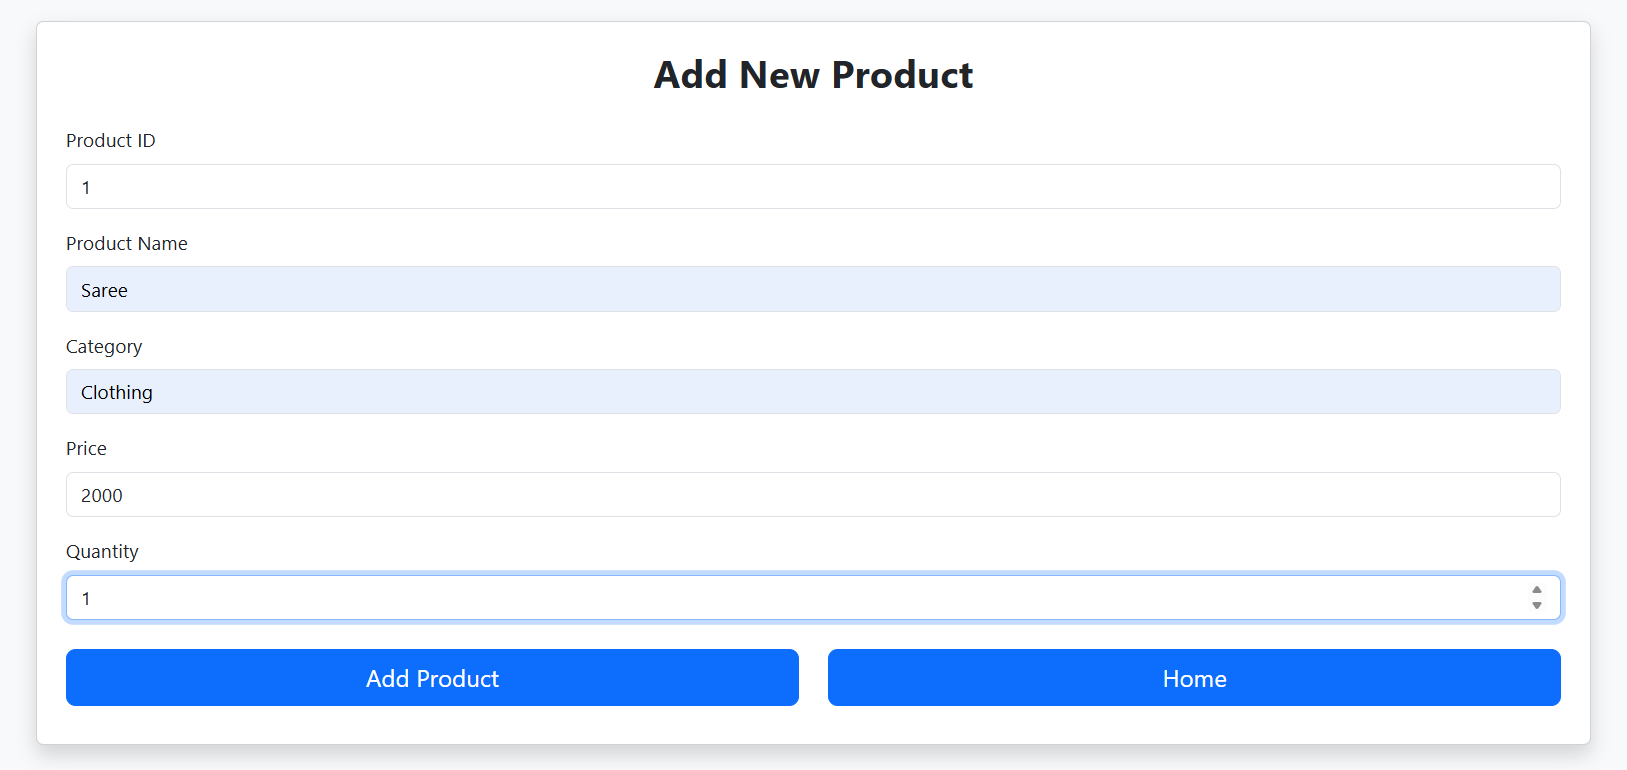 Add New Product
Product ID
1
Product Name
Saree
Category
Clothing
Price
2000
Quantity
1
Add Product
Home